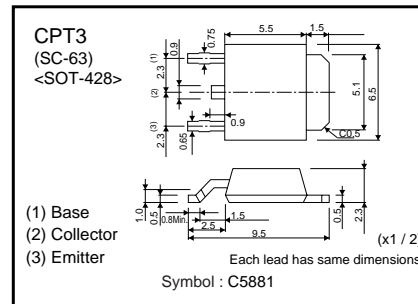 CPT3
(SC-63)
<SOT-428>
5.5
1.5
0.75
0.9
(1)
2.3
(2)
2.3
(3)
0.65
0.9
C0.5
5.1
6.5
1.0
0.5
0.8Min.
1.5
2.5
9.5
0.5
2.3
(1) Base
(2) Collector
(3) Emitter
(x1 / 2)
Each lead has same dimensions
Symbol : C5881